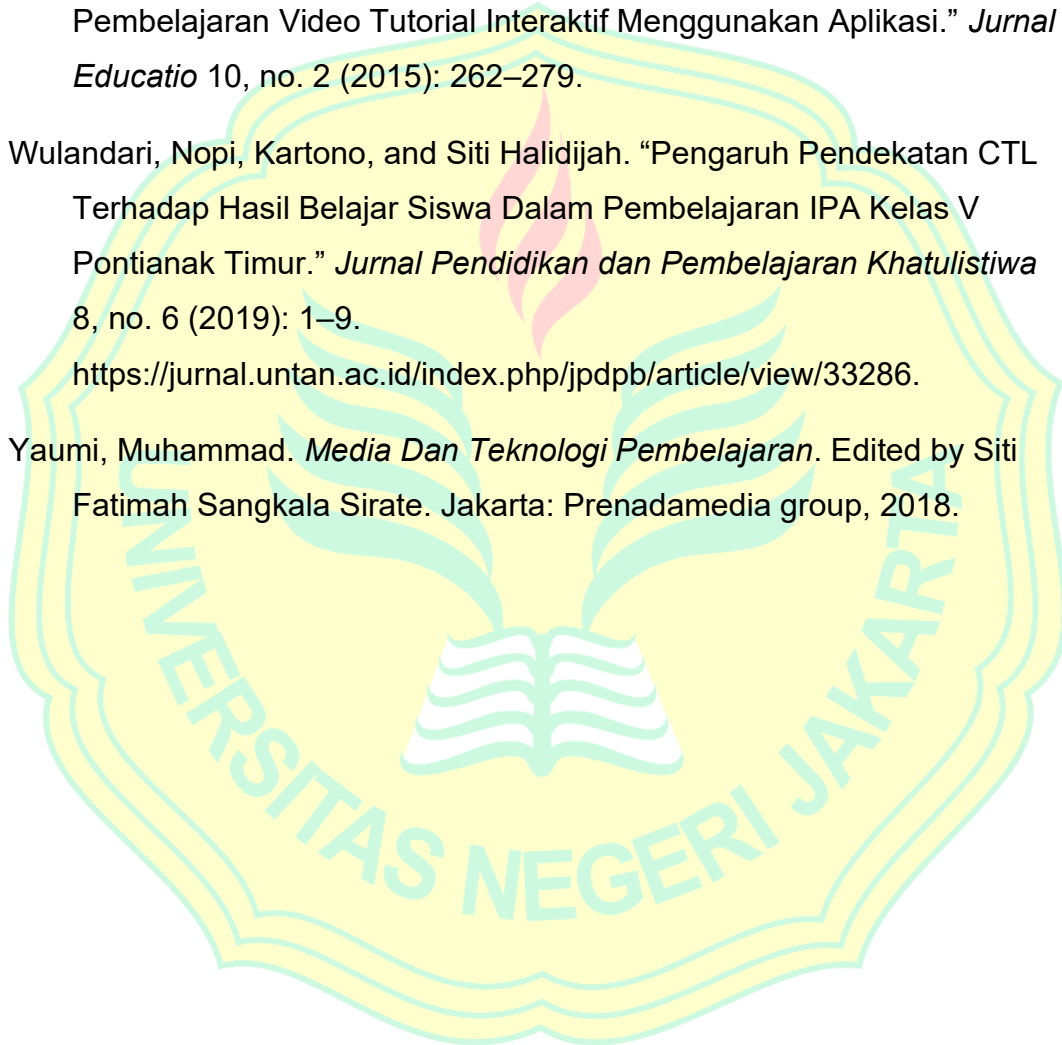 Pembelajaran Video Tutorial Interaktif Menggunakan Aplikasi.” Jurnal
Educatio 10, no. 2 (2015): 262–279.
Wulandari, Nopi, Kartono, and Siti Halidijah. “Pengaruh Pendekatan CTL
Terhadap Hasil Belajar Siswa Dalam Pembelajaran IPA Kelas V
Pontianak Timur.” Jurnal Pendidikan dan Pembelajaran Khatulistiwa
8, no. 6 (2019): 1–9.
https://jurnal.untan.ac.id/index.php/jpdpb/article/view/33286.
Yaumi, Muhammad. Media Dan Teknologi Pembelajaran. Edited by Siti
Fatimah Sangkala Sirate. Jakarta: Prenadamedia group, 2018.
UNIVERSITAS NEGERI JAKARTA